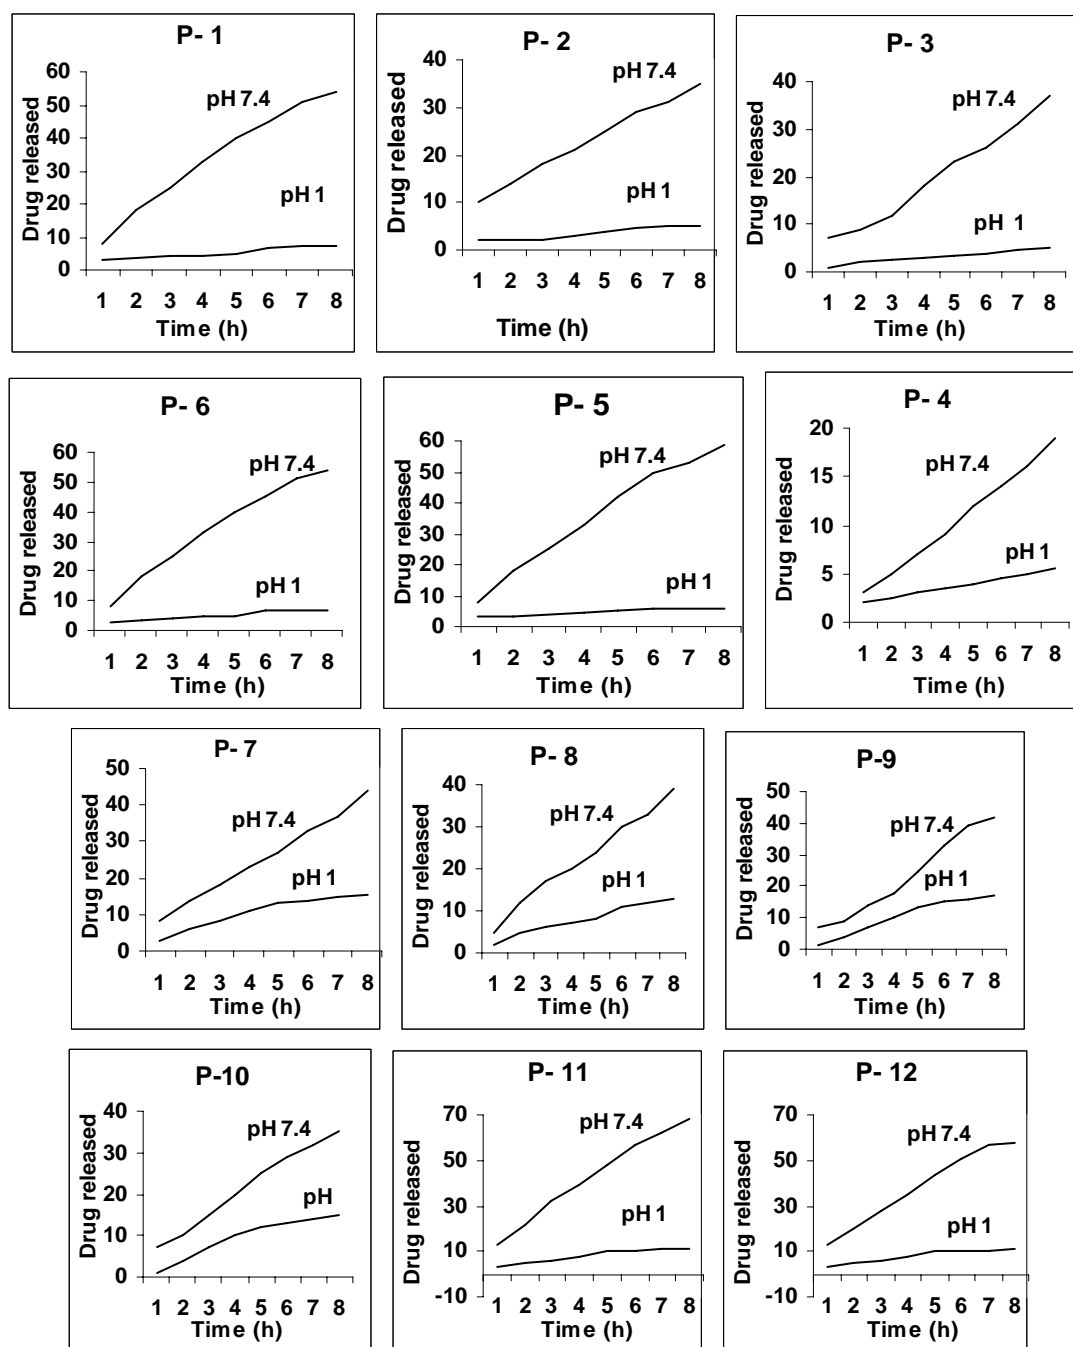 P- 1
Drug released
60
50
40
30
20
10
0
pH 7.4
pH 1
1 2 3 4 5 6 7 8
Time (h)
P- 2
Drug released
40
30
20
10
0
pH 7.4
pH 1
1 2 3 4 5 6 7 8
Time (h)
P- 3
Drug released
40
30
20
10
0
pH 7.4
pH 1
1 2 3 4 5 6 7 8
Time (h)
P- 6
Drug released
60
50
40
30
20
10
0
pH 7.4
pH 1
1 2 3 4 5 6 7 8
Time (h)
P- 5
Drug released
60
50
40
30
20
10
0
pH 7.4
pH 1
1 2 3 4 5 6 7 8
Time (h)
P- 4
Drug released
20
15
10
5
0
pH 7.4
pH 1
1 2 3 4 5 6 7 8
Time (h)
P- 7
Drug released
50
40
30
20
10
0
pH 7.4
pH 1
1 2 3 4 5 6 7 8
Time (h)
P- 8
Drug released
40
30
20
10
0
pH 7.4
pH 1
1 2 3 4 5 6 7 8
Time (h)
P-9
Drug released
50
40
30
20
10
0
pH 7.4
pH 1
1 2 3 4 5 6 7 8
Time (h)
P-10
Drug released
40
30
20
10
0
pH 7.4
pH
1 2 3 4 5 6 7 8
Time (h)
P- 11
Drug released
70
50
30
10
-10
pH 7.4
pH 1
1 2 3 4 5 6 7 8
Time (h)
P- 12
Drug released
70
50
30
10
-10
pH 7.4
pH 1
1 2 3 4 5 6 7 8
Time (h)